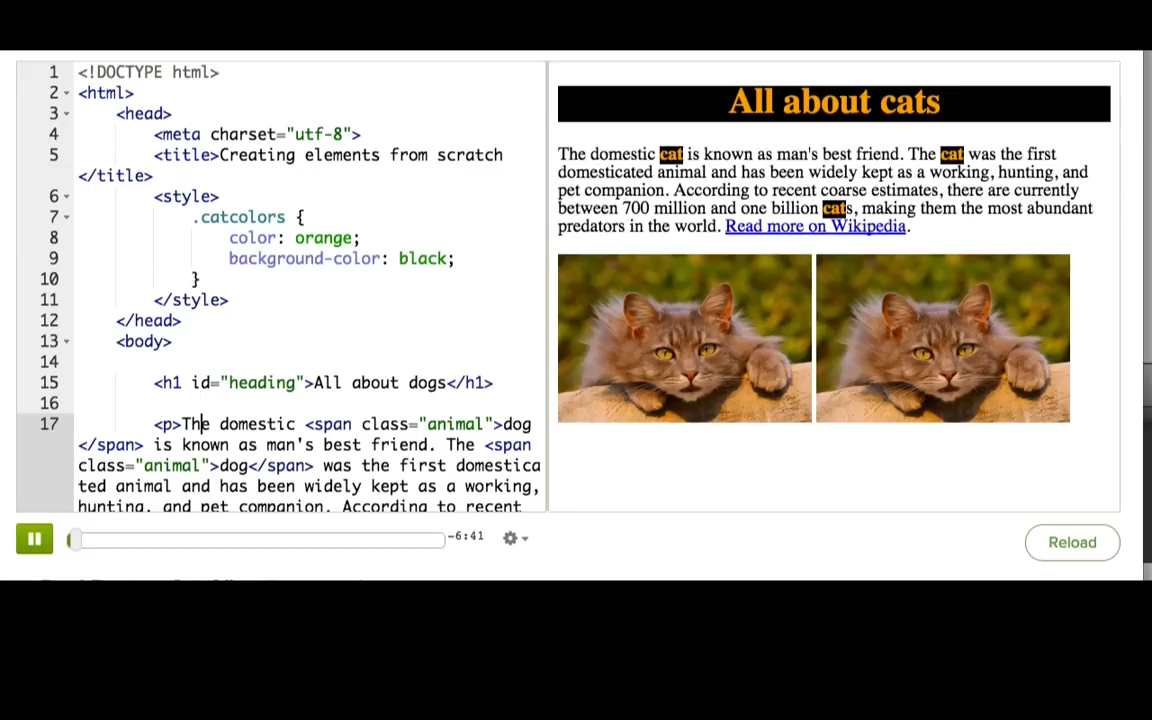 1 <!DOCTYPE html>
2 <html>
3 <head>
4 <meta charset="utf-8">
5 <title>Creating elements from scratch
</title>
6 <style>
7 .catcolors {
8 color: orange;
9 background-color: black;
10 }
11 </style>
12 </head>
13 <body>
14
15 <h1 id="heading">All about dogs</h1>
16
17 <p>The domestic <span class="animal">dog
</span> is known as man's best friend. The <span
class="animal">dog</span> was the first domestica
ted animal and has been widely kept as a working,
hunting, and pet companion. According to recent
All about cats
The domestic cat is known as man's best friend. The cat was the first
domesticated animal and has been widely kept as a working, hunting, and
pet companion. According to recent coarse estimates, there are currently
between 700 million and one billion cats, making them the most abundant
predators in the world. Read more on Wikipedia.
-6:41
Reload